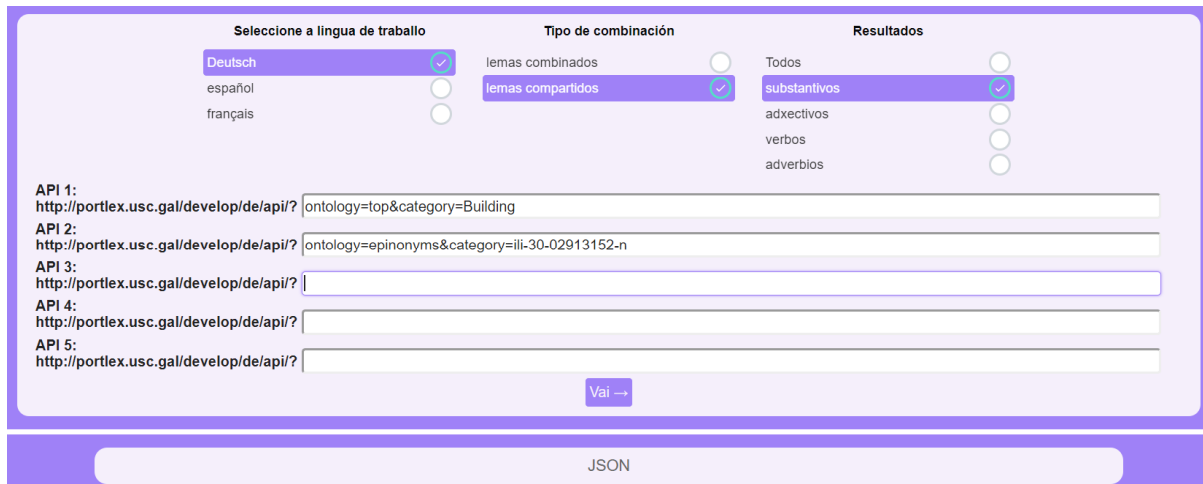 Seleccione a lingua de traballo
Deutsch
español
français
Tipo de combinación
lemas combinados
lemas compartidos
Resultados
Todos
substantivos
adxectivos
verbos
adverbios
API 1:
http://portlex.usc.gal/develop/de/api/? ontology=top&category=Building
API 2:
http://portlex.usc.gal/develop/de/api/? ontology=epinonyms&category=ili-30-02913152-n
API 3:
http://portlex.usc.gal/develop/de/api/?
API 4:
http://portlex.usc.gal/develop/de/api/?
API 5:
http://portlex.usc.gal/develop/de/api/?
Vai →
JSON